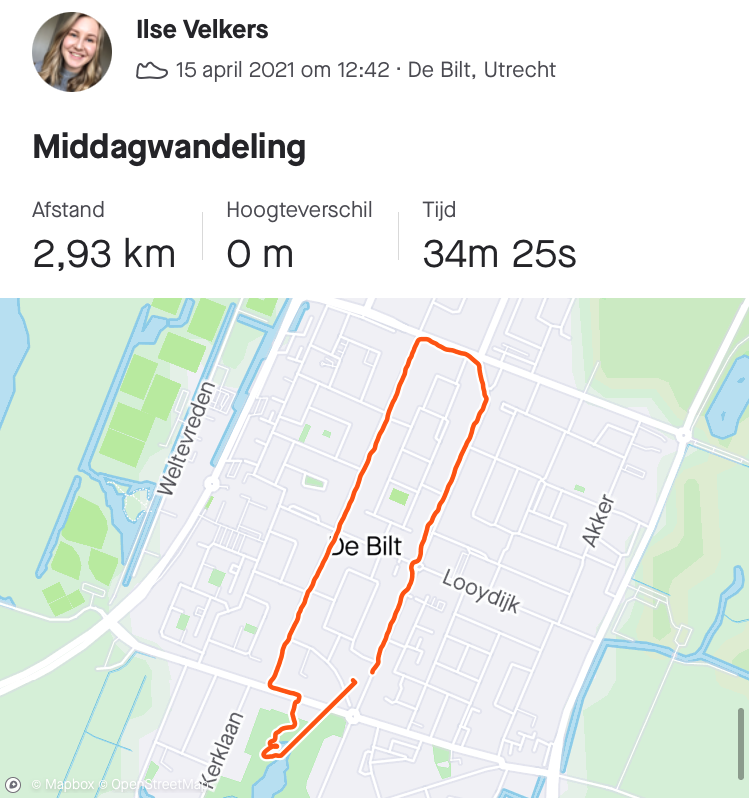 Ilse Velkers
15 april 2021 om 12:42 · De Bilt, Utrecht
Middagwandeling
Afstand
Hoogteverschil
Tijd
2,93 km
0 m
34m 25s
Weltevreden
Akker
De Bilt
Looydijk
Kerklaan
© Mapbox © OpenStreetMap